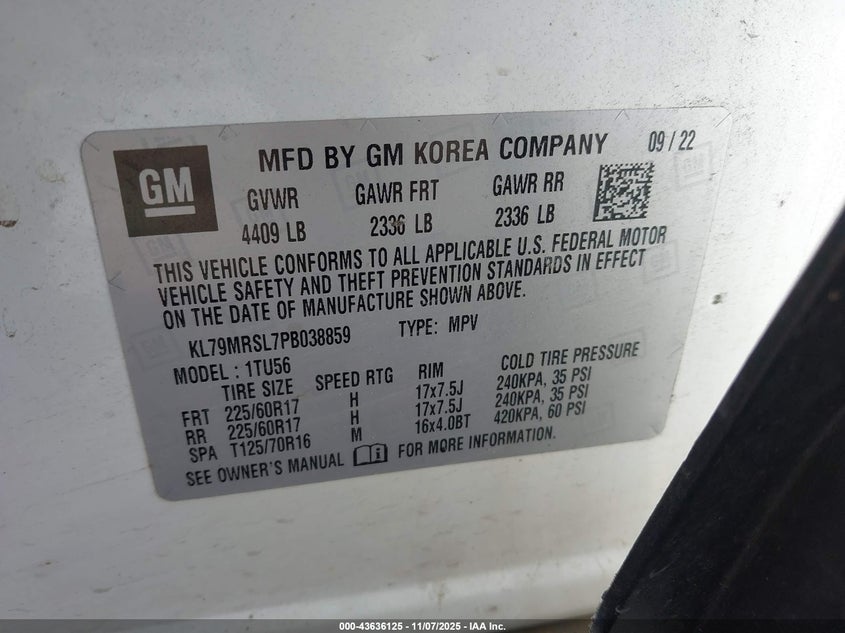 GM
MFD BY GM KOREA COMPANY 09 / 22
GVWR GAWR FRT GAWR RR
4409 LB 2336 LB 2336 LB
THIS VEHICLE CONFORMS TO ALL APPLICABLE U.S. FEDERAL MOTOR
VEHICLE SAFETY AND THEFT PREVENTION STANDARDS IN EFFECT
ON THE DATE OF MANUFACTURE SHOWN ABOVE.
KL79MRSL7PB038859 TYPE: MPV
MODEL : 1TU56
TIRE SIZE SPEED RTG RIM COLD TIRE PRESSURE
FRT 225/60R17 H 17x7.5J 240KPA, 35 PSI
RR 225/60R17 H 17x7.5J 240KPA, 35 PSI
SPA T125/70R16 M 16x4.0BT 420KPA, 60 PSI
SEE OWNER'S MANUAL FOR MORE INFORMATION.
000-43636125 - 11/07/2025 - IAA Inc.